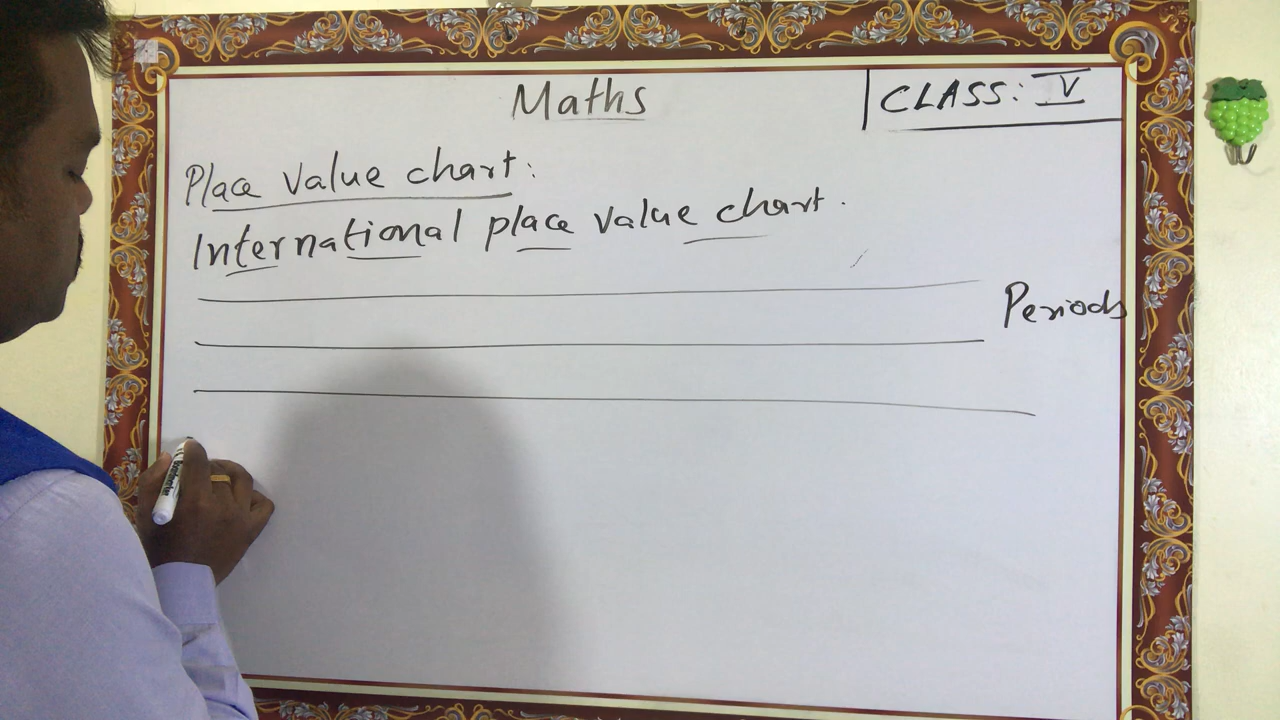 Maths
CLASS: V
Place value chart:
International place value chart.
Periods